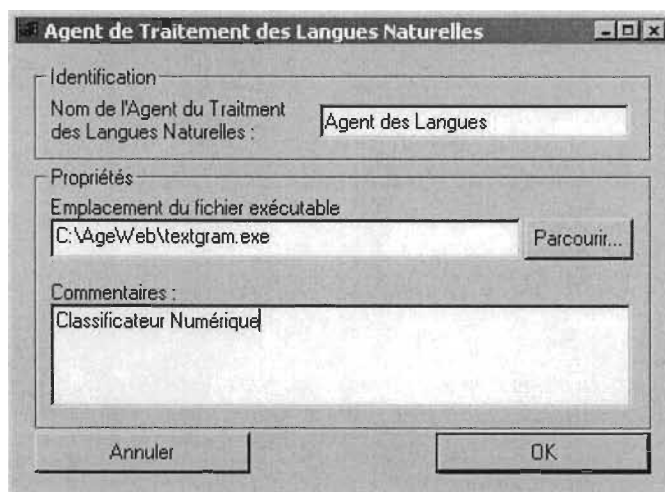 Agent de Traitement des Langues Naturelles
Identification
Nom de l'Agent du Traitment
des Langues Naturelles :
Agent des Langues
Propriétés
Emplacement du fichier exécutable
C:\AgeWeb\textgram.exe
Parcourir...
Commentaires :
Classificateur Numérique
Annuler
OK